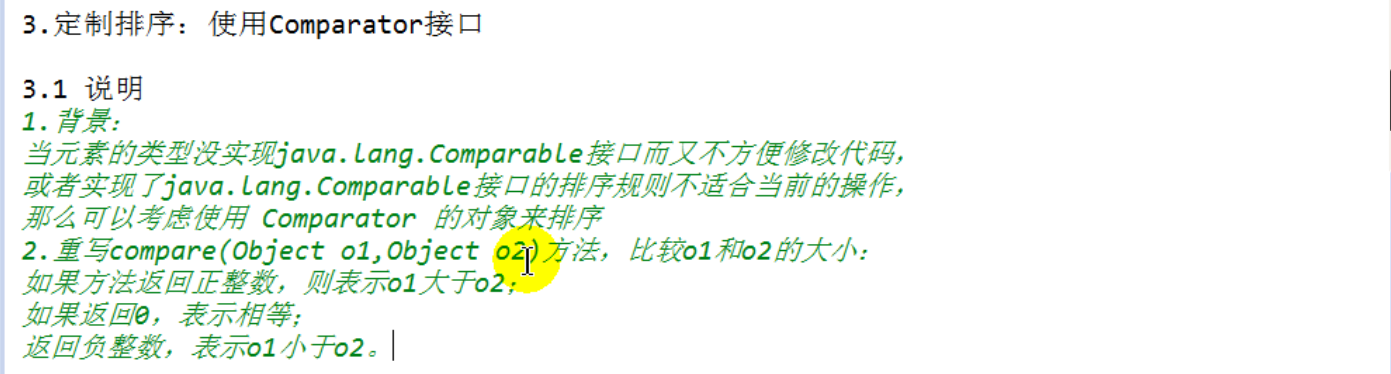 3.定制排序：使用Comparator接口
3.1 说明
1.背景：
当元素的类型没实现java.lang.Comparable接口而又不方便修改代码，
或者实现了java.lang.Comparable接口的排序规则不适合当前的操作，
那么可以考虑使用 Comparator 的对象来排序
2.重写compare(Object o1,Object o2)方法，比较o1和o2的大小：
如果方法返回正整数，则表示o1大于o2；
如果返回0，表示相等；
返回负整数，表示o1小于o2。